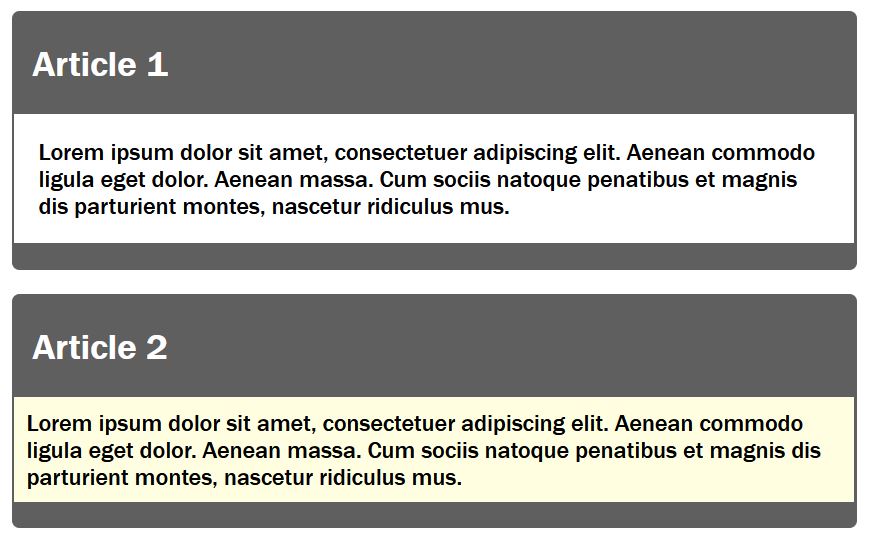 Article 1
Lorem ipsum dolor sit amet, consectetuer adipiscing elit. Aenean commodo
ligula eget dolor. Aenean massa. Cum sociis natoque penatibus et magnis
dis parturient montes, nascetur ridiculus mus.
Article 2
Lorem ipsum dolor sit amet, consectetuer adipiscing elit. Aenean commodo
ligula eget dolor. Aenean massa. Cum sociis natoque penatibus et magnis dis
parturient montes, nascetur ridiculus mus.